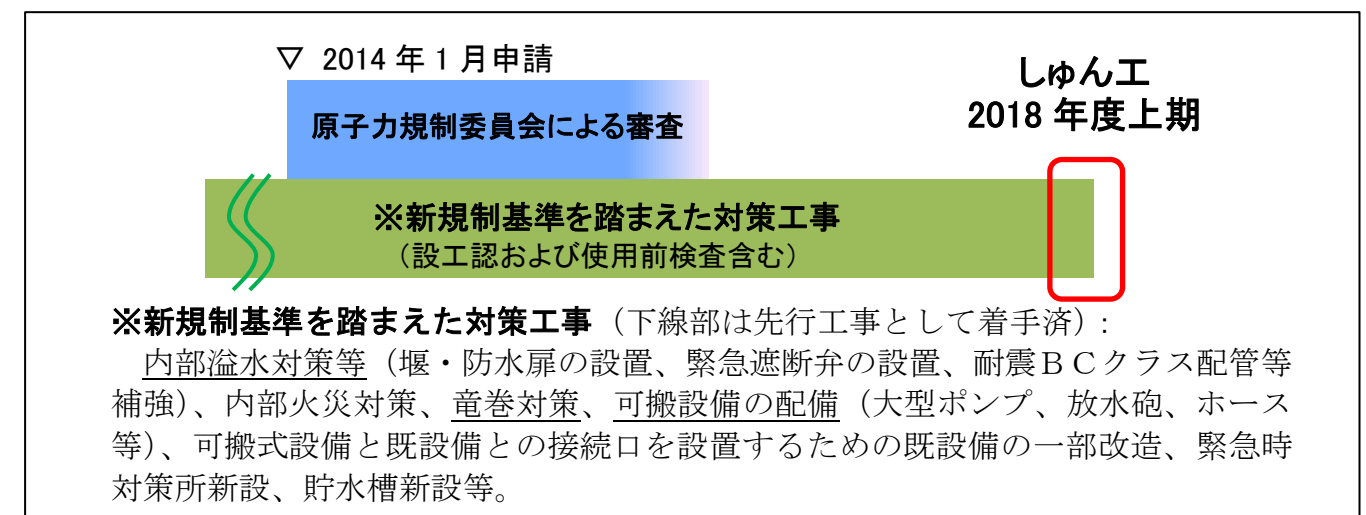 ▽ 2014 年 1 月申請
しゅん工
2018 年度上期
原子力規制委員会による審査
※新規制基準を踏まえた対策工事
（設工認および使用前検査含む）
※新規制基準を踏まえた対策工事（下線部は先行工事として着手済）:
内部溢水対策等（堰・防水扉の設置、緊急遮断弁の設置、耐震ＢＣクラス配管等
補強）、内部火災対策、竜巻対策、可搬設備の配備（大型ポンプ、放水砲、ホース
等）、可搬式設備と既設備との接続口を設置するための既設備の一部改造、緊急時
対策所新設、貯水槽新設等。